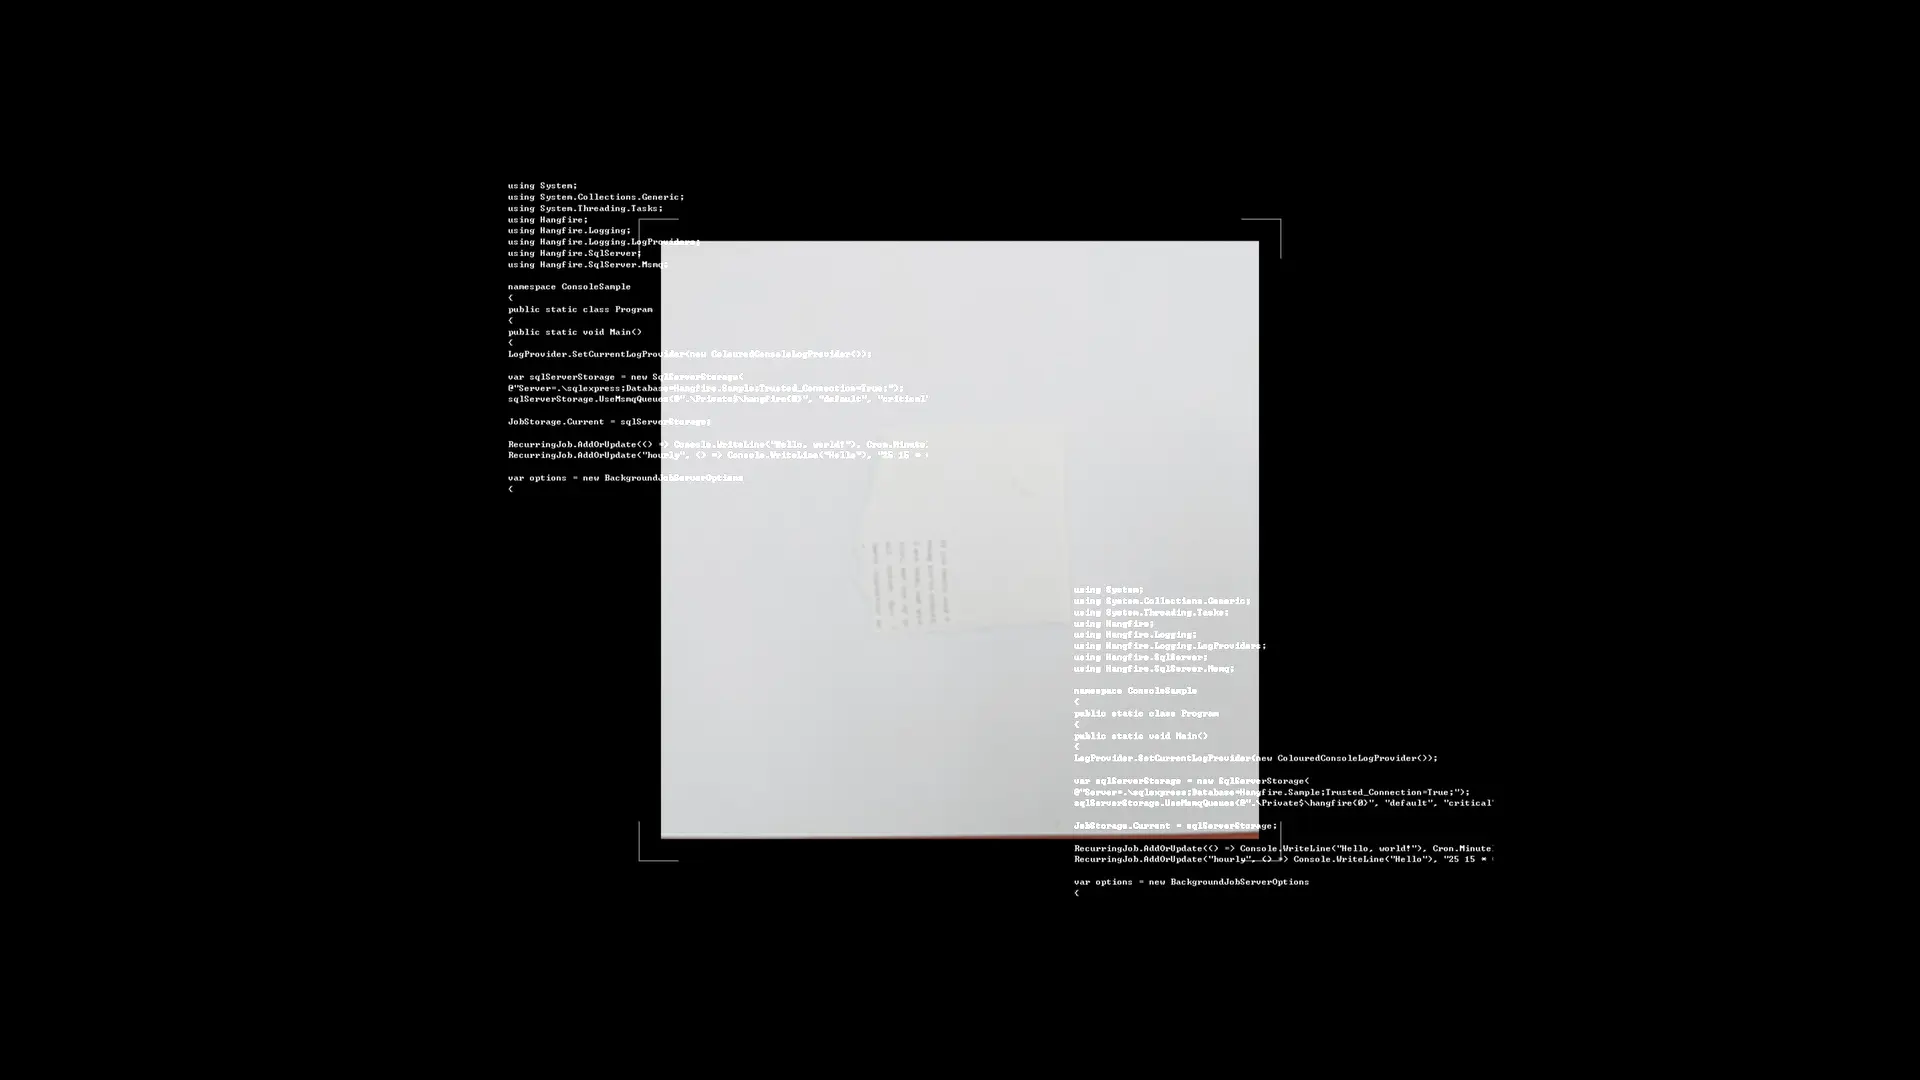 using System;
using System.Collections.Generic;
using System.Threading.Tasks;
using Hangfire;
using Hangfire.Logging;
using Hangfire.Logging.LogProviders;
using Hangfire.SqlServer;
using Hangfire.SqlServer.Msmq;
namespace ConsoleSample
{
public static class Program
{
public static void Main()
{
LogProvider.SetCurrentLogProvider(new ColouredConsoleLogProvider());
var sqlServerStorage = new SqlServerStorage(
@"Server=.\sqlexpress;Database=Hangfire.Sample;Trusted_Connection=True;");
sqlServerStorage.UseMsmqQueues(@".\Private$\hangfire{0}", "default", "critical"
JobStorage.Current = sqlServerStorage;
RecurringJob.AddOrUpdate(() => Console.WriteLine("Hello, world!"), Cron.Minute
RecurringJob.AddOrUpdate("hourly", () => Console.WriteLine("Hello"), "25 15 *
var options = new BackgroundJobServerOptions
{
using System;
using System.Collections.Generic;
using System.Threading.Tasks;
using Hangfire;
using Hangfire.Logging;
using Hangfire.Logging.LogProviders;
using Hangfire.SqlServer;
using Hangfire.SqlServer.Msmq;
namespace ConsoleSample
{
public static class Program
{
public static void Main()
{
LogProvider.SetCurrentLogProvider(new ColouredConsoleLogProvider());
var sqlServerStorage = new SqlServerStorage(
@"Server=.\sqlexpress;Database=Hangfire.Sample;Trusted_Connection=True;");
sqlServerStorage.UseMsmqQueues(@".\Private$\hangfire{0}", "default", "critical"
JobStorage.Current = sqlServerStorage;
RecurringJob.AddOrUpdate(() => Console.WriteLine("Hello, world!"), Cron.Minute
RecurringJob.AddOrUpdate("hourly", () => Console.WriteLine("Hello"), "25 15 *
var options = new BackgroundJobServerOptions
{